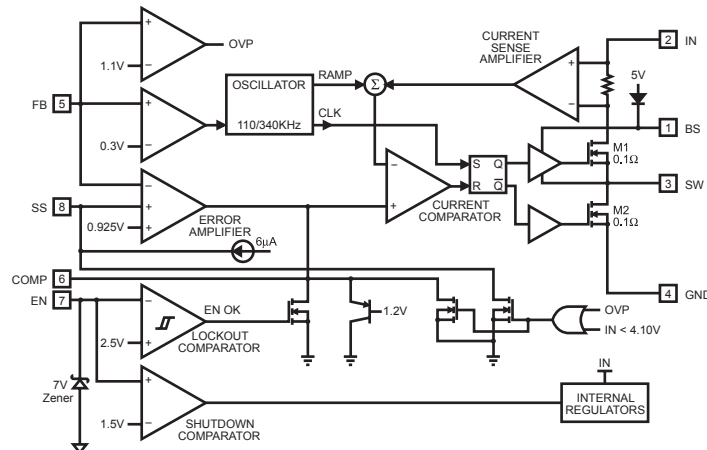 OVP
1.1V
FB 5
0.3V
OSCILLATOR
110/340KHz
RAMP
CLK
Σ
CURRENT
SENSE
AMPLIFIER
+
–
2 IN
5V
1 BS
M1
0.1Ω
3 SW
M2
0.1Ω
4 GND
S Q
R Q̅
CURRENT
COMPARATOR
SS 8
0.925V
ERROR
AMPLIFIER
6µA
COMP 6
EN 7
EN OK
LOCKOUT
COMPARATOR
2.5V
1.2V
OVP
IN < 4.10V
7V
Zener
1.5V
SHUTDOWN
COMPARATOR
IN
INTERNAL
REGULATORS